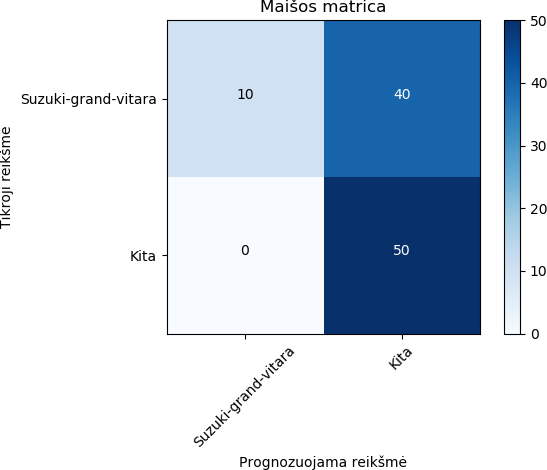 Maišos matrica
50
Suzuki-grand-vitara
10
40
40
30
Tikroji reikšmė
20
Kita
0
50
10
0
Suzuki-grand-vitara
Kita
Prognozuojama reikšmė